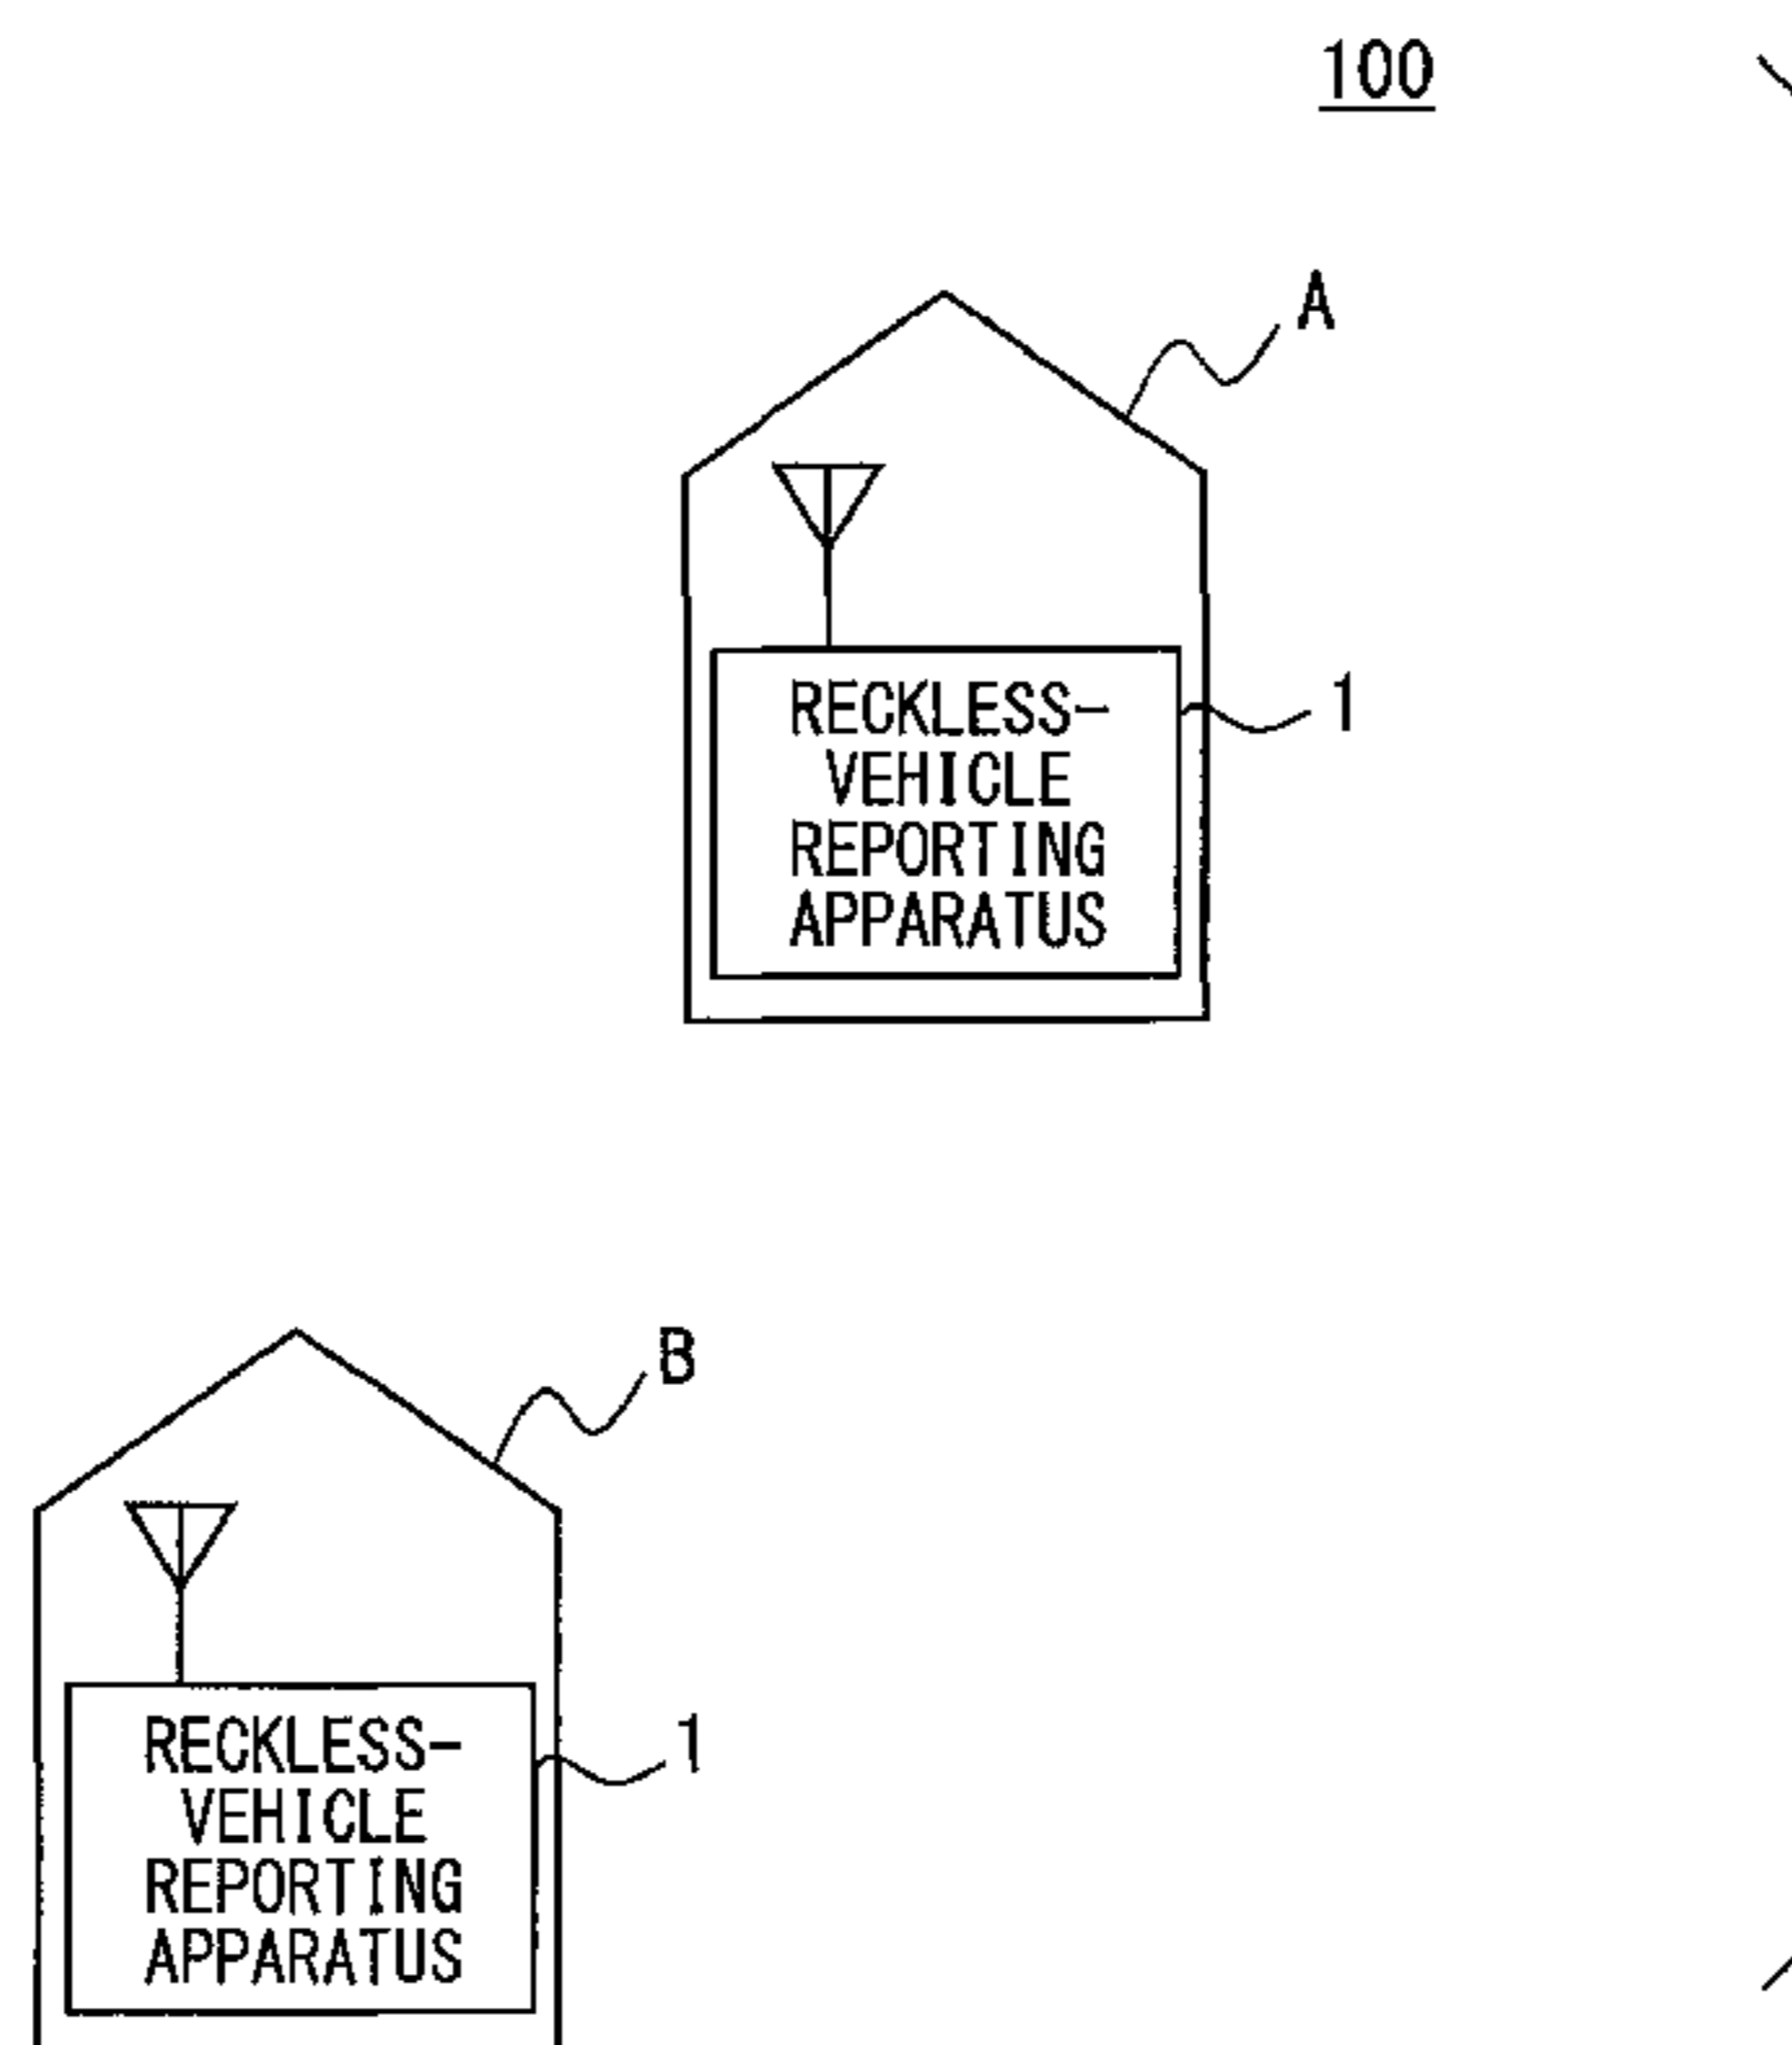 100
A
RECKLESS-
VEHICLE
REPORTING
APPARATUS
1
B
RECKLESS-
VEHICLE
REPORTING
APPARATUS
1